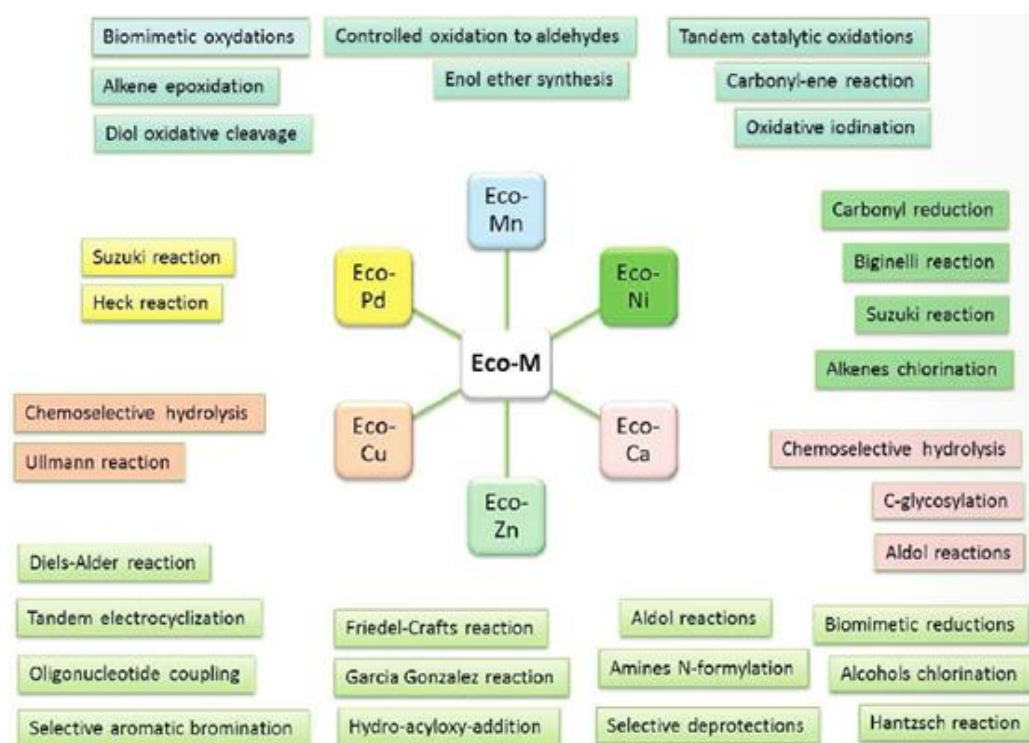 Biomimetic oxydations
Controlled oxidation to aldehydes
Tandem catalytic oxidations
Alkene epoxidation
Enol ether synthesis
Carbonyl-ene reaction
Diol oxidative cleavage
Oxidative iodination
Eco-
Mn
Carbonyl reduction
Suzuki reaction
Heck reaction
Eco-
Pd
Eco-
Ni
Biginelli reaction
Suzuki reaction
Alkenes chlorination
Eco-M
Chemoselective hydrolysis
Ullmann reaction
Eco-
Cu
Eco-
Ca
Chemoselective hydrolysis
C-glycosylation
Aldol reactions
Eco-
Zn
Diels-Alder reaction
Tandem electrocyclization
Oligonucleotide coupling
Selective aromatic bromination
Friedel-Crafts reaction
Garcia Gonzalez reaction
Hydro-acyloxy-addition
Aldol reactions
Amines N-formylation
Selective deprotections
Biomimetic reductions
Alcohols chlorination
Hantzsch reaction